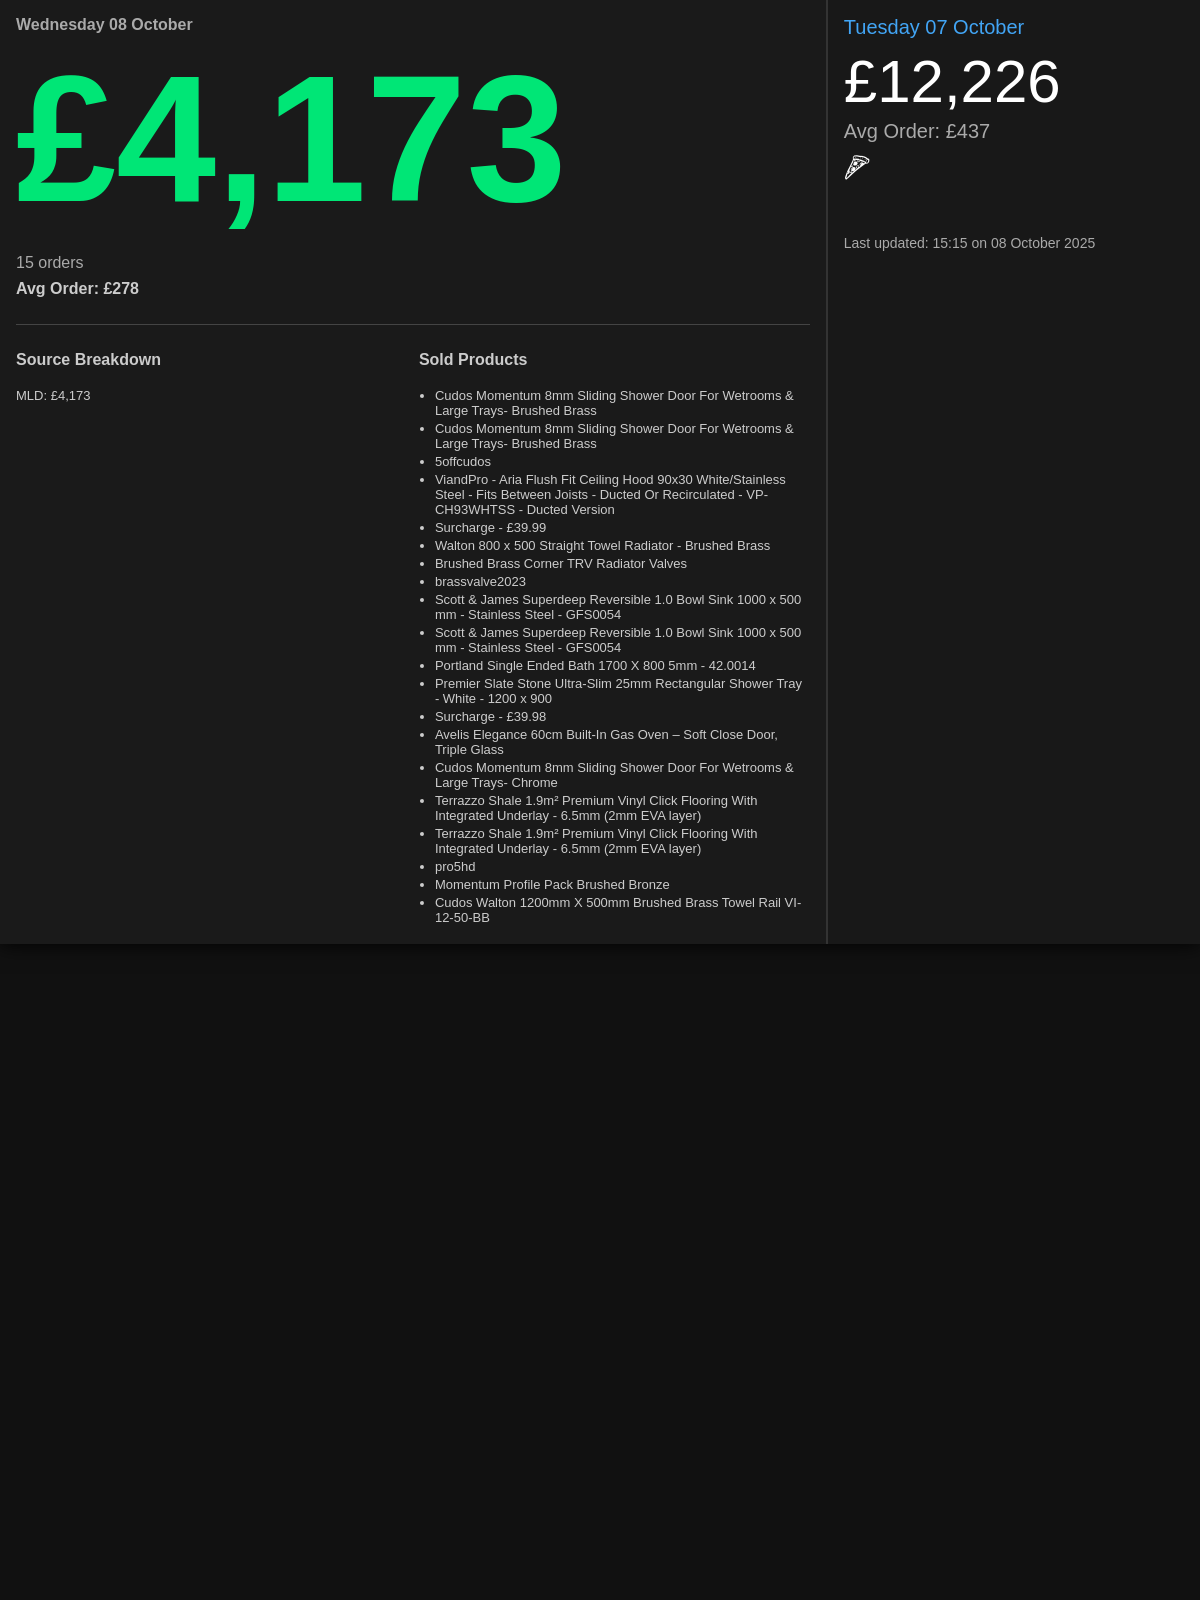 Wednesday 08 October
£4,173
15 orders
Avg Order: £278
Source Breakdown
MLD: £4,173
Sold Products
Cudos Momentum 8mm Sliding Shower Door For Wetrooms &
Large Trays- Brushed Brass
Cudos Momentum 8mm Sliding Shower Door For Wetrooms &
Large Trays- Brushed Brass
5offcudos
ViandPro - Aria Flush Fit Ceiling Hood 90x30 White/Stainless
Steel - Fits Between Joists - Ducted Or Recirculated - VP-
CH93WHTSS - Ducted Version
Surcharge - £39.99
Walton 800 x 500 Straight Towel Radiator - Brushed Brass
Brushed Brass Corner TRV Radiator Valves
brassvalve2023
Scott & James Superdeep Reversible 1.0 Bowl Sink 1000 x 500
mm - Stainless Steel - GFS0054
Scott & James Superdeep Reversible 1.0 Bowl Sink 1000 x 500
mm - Stainless Steel - GFS0054
Portland Single Ended Bath 1700 X 800 5mm - 42.0014
Premier Slate Stone Ultra-Slim 25mm Rectangular Shower Tray
- White - 1200 x 900
Surcharge - £39.98
Avelis Elegance 60cm Built-In Gas Oven – Soft Close Door,
Triple Glass
Cudos Momentum 8mm Sliding Shower Door For Wetrooms &
Large Trays- Chrome
Terrazzo Shale 1.9m² Premium Vinyl Click Flooring With
Integrated Underlay - 6.5mm (2mm EVA layer)
Terrazzo Shale 1.9m² Premium Vinyl Click Flooring With
Integrated Underlay - 6.5mm (2mm EVA layer)
pro5hd
Momentum Profile Pack Brushed Bronze
Cudos Walton 1200mm X 500mm Brushed Brass Towel Rail VI-
12-50-BB
Tuesday 07 October
£12,226
Avg Order: £437
Last updated: 15:15 on 08 October 2025